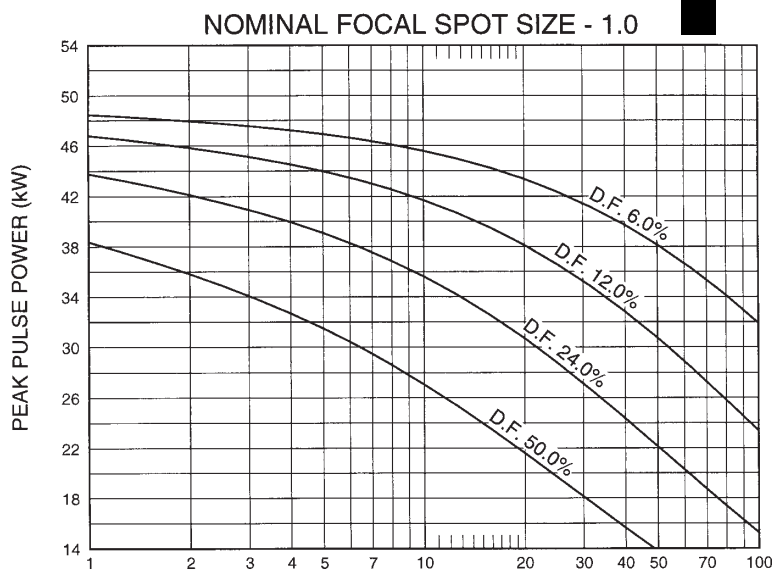 NOMINAL FOCAL SPOT SIZE - 1.0
54
50
46
42
38
34
30
26
22
18
14
PEAK PULSE POWER (kW)
D.F. 6.0%
D.F. 12.0%
D.F. 24.0%
D.F. 50.0%
1 2 3 4 5 7 10 20 30 40 50 70 100